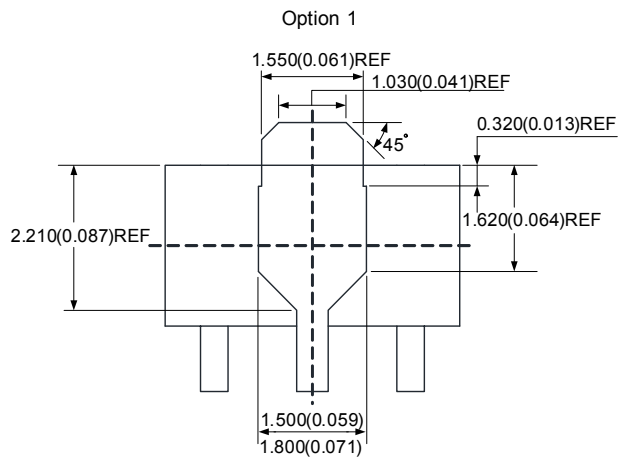 Option 1
1.550(0.061)REF
1.030(0.041)REF
0.320(0.013)REF
45°
1.620(0.064)REF
2.210(0.087)REF
1.500(0.059)
1.800(0.071)